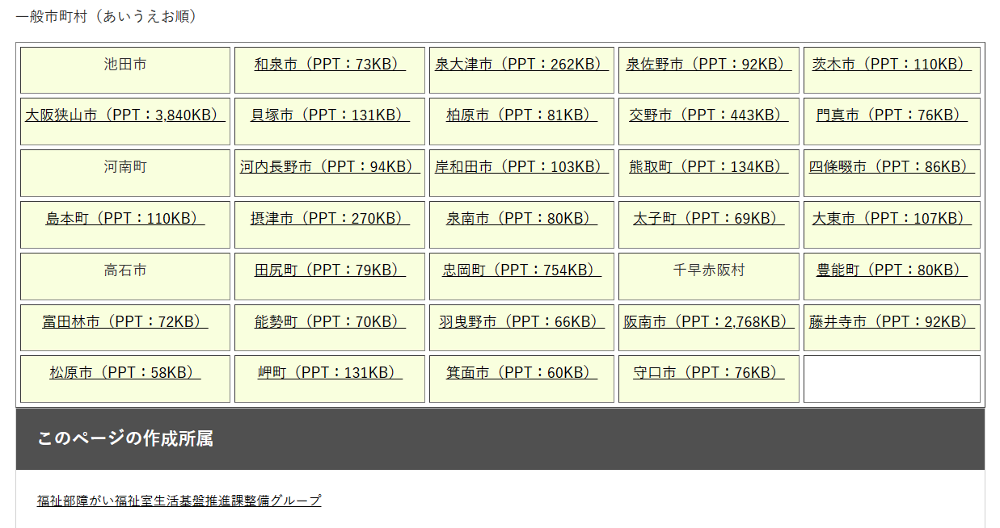 一般市町村（あいうえお順）
池田市 和泉市（PPT：73KB） 泉大津市（PPT：262KB） 泉佐野市（PPT：92KB） 茨木市（PPT：110KB）
大阪狭山市（PPT：3,840KB） 貝塚市（PPT：131KB） 柏原市（PPT：81KB） 交野市（PPT：443KB） 門真市（PPT：76KB）
河南町 河内長野市（PPT：94KB） 岸和田市（PPT：103KB） 熊取町（PPT：134KB） 四條畷市（PPT：86KB）
島本町（PPT：110KB） 摂津市（PPT：270KB） 泉南市（PPT：80KB） 太子町（PPT：69KB） 大東市（PPT：107KB）
高石市 田尻町（PPT：79KB） 忠岡町（PPT：754KB） 千早赤阪村 豊能町（PPT：80KB）
富田林市（PPT：72KB） 能勢町（PPT：70KB） 羽曳野市（PPT：66KB） 阪南市（PPT：2,768KB） 藤井寺市（PPT：92KB）
松原市（PPT：58KB） 岬町（PPT：131KB） 箕面市（PPT：60KB） 守口市（PPT：76KB）
このページの作成所属
福祉部障がい福祉室生活基盤推進課整備グループ